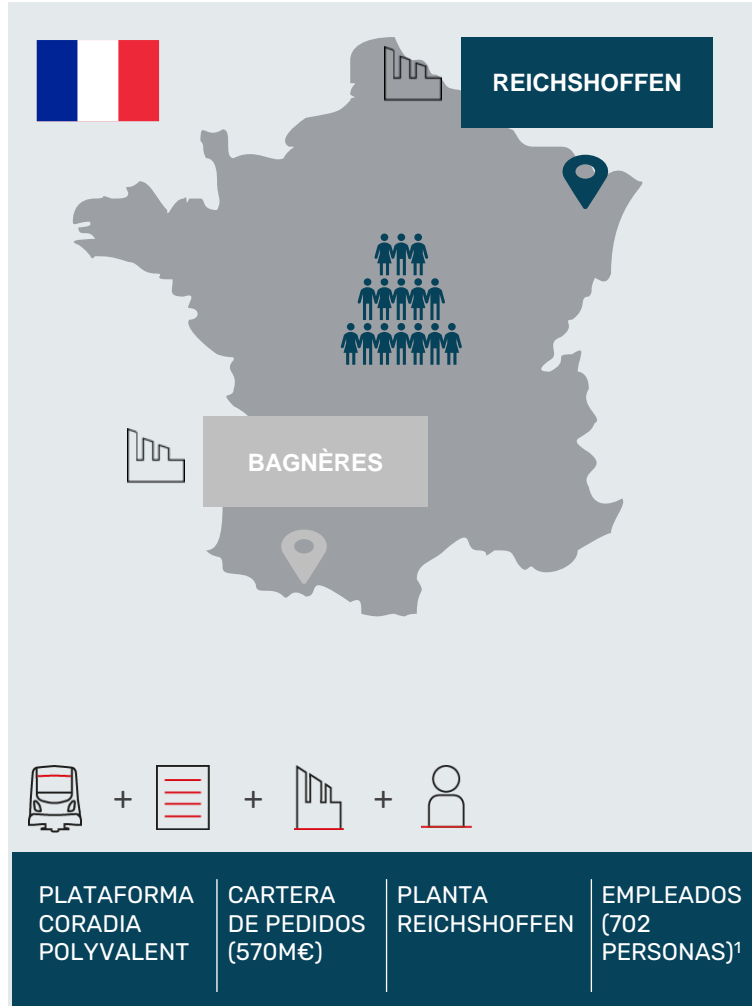 REICHSHOFFEN
BAGNÈRES
+ + +
PLATAFORMA
CORADIA
POLYVALENT
CARTERA
DE PEDIDOS
(570M€)
PLANTA
REICHSHOFFEN
EMPLEADOS
(702
PERSONAS)¹